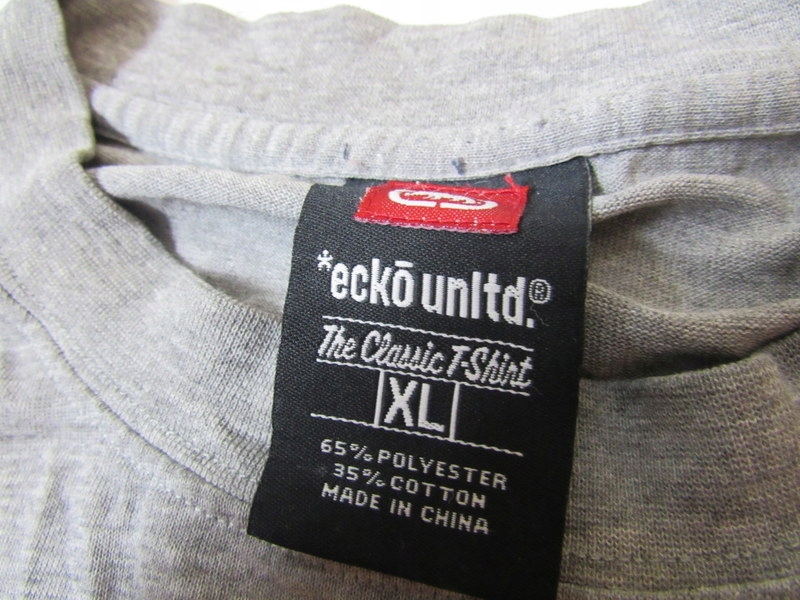 *eckō unltd.®
The Classic T-Shirt
XL
65% POLYESTER
35% COTTON
MADE IN CHINA